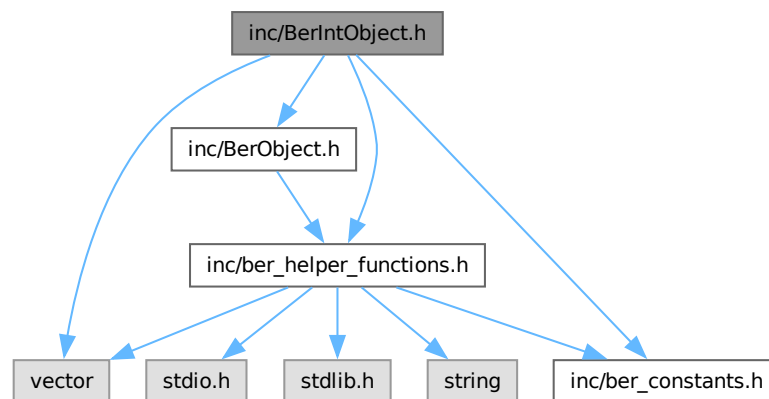 inc/BerIntObject.h
inc/BerObject.h
inc/ber_helper_functions.h
vector
stdio.h
stdlib.h
string
inc/ber_constants.h